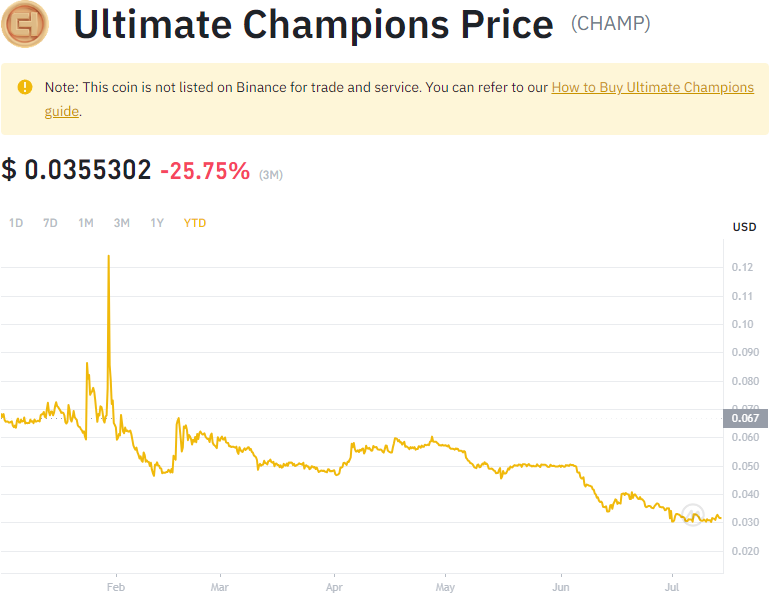 Ultimate Champions Price (CHAMP)
Note: This coin is not listed on Binance for trade and service. You can refer to our How to Buy Ultimate Champions
guide.
$ 0.0355302 -25.75% (3M)
1D 7D 1M 3M 1Y YTD
USD
0.12
0.11
0.10
0.090
0.080
0.070
0.067
0.060
0.050
0.040
0.030
0.020
Feb Mar Apr May Jun Jul